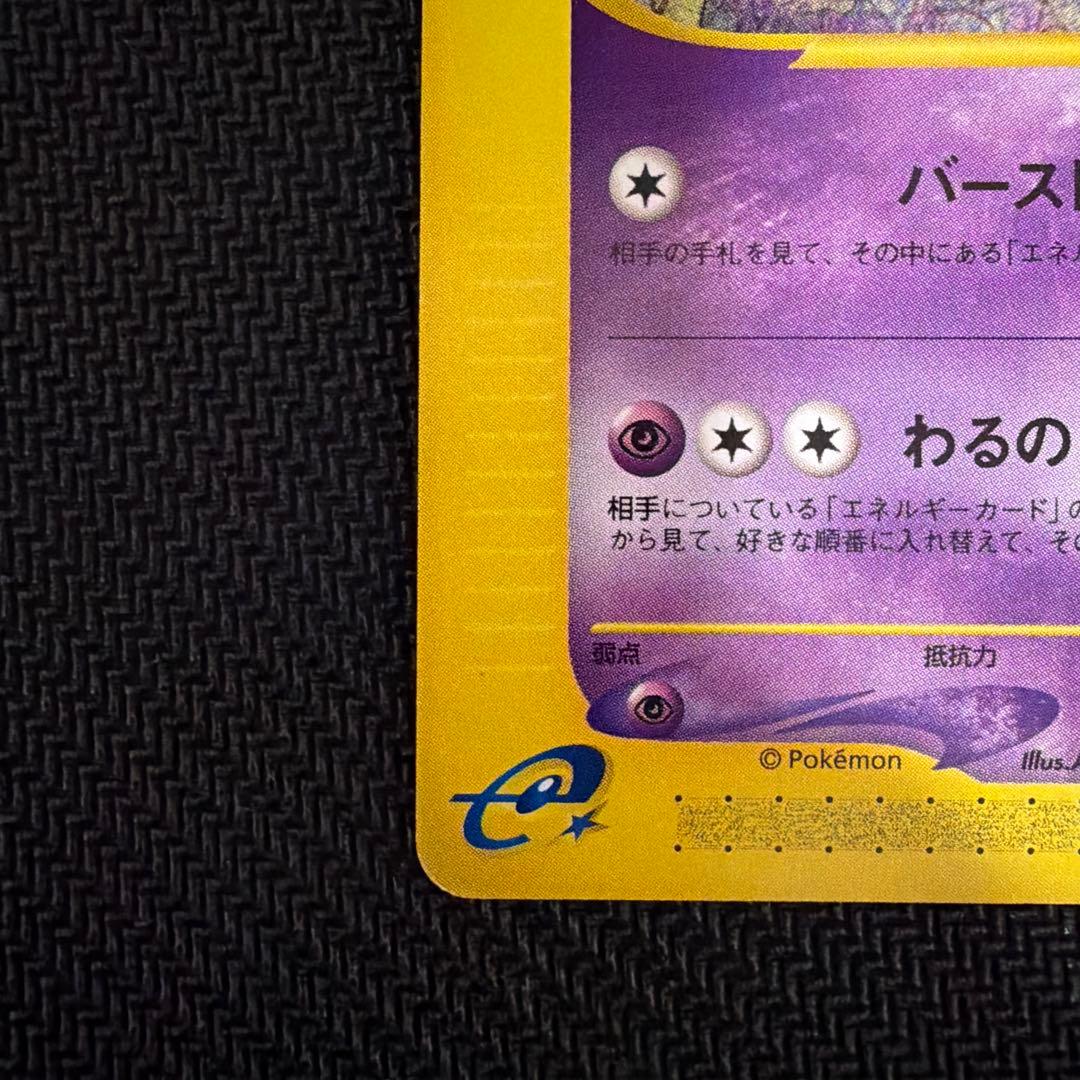 バースト
相手の手札を見て、その中にある「エネル
わるの
相手についている「エネルギーカード」の
から見て、好きな順番に入れ替えて、その
弱点 抵抗力
© Pokémon Illus.